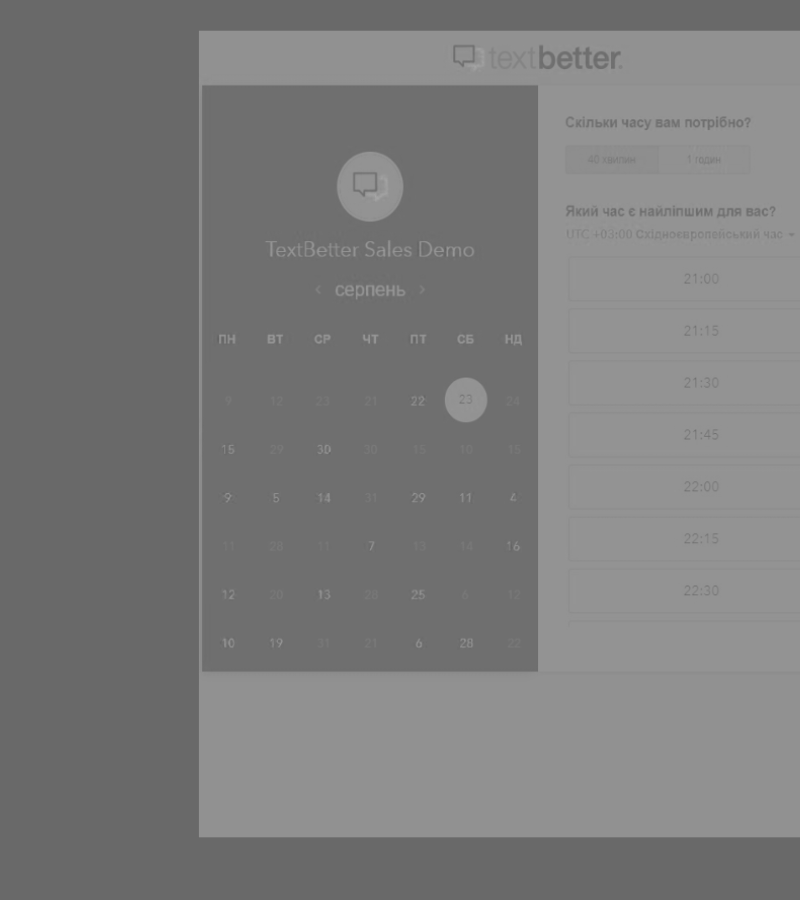 textbetter.
TextBetter Sales Demo
‹ серпень ›
ПН ВТ СР ЧТ ПТ СБ НД
9 12 23 21 22 23 24
15 29 30 30 15 10 15
9 5 14 31 29 11 4
11 28 11 7 13 14 16
12 20 13 28 25 6 17
10 19 31 21 6 28 22
Скільки часу вам потрібно?
40 хвилин 1 годин
Який час є найліпшим для вас?
UTC +03:00 Східноєвропейський час
21:00
21:15
21:30
21:45
22:00
22:15
22:30